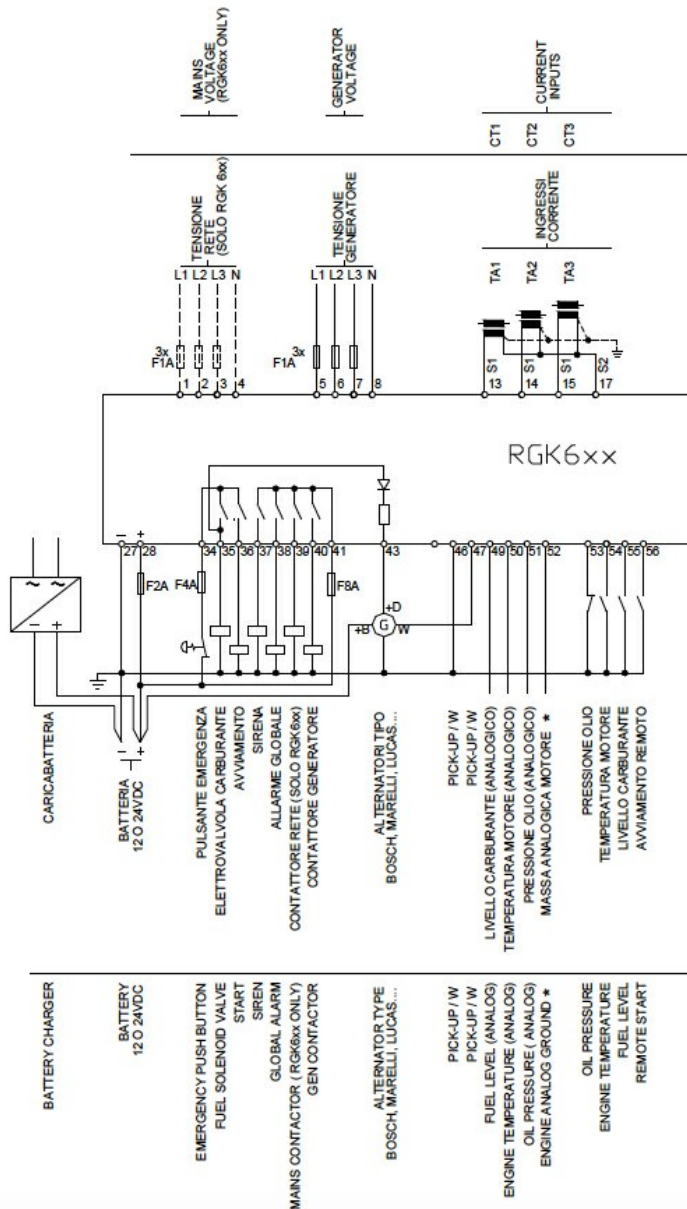 MAINS
VOLTAGE
(RGK6xx ONLY)
GENERATOR
VOLTAGE
CURRENT
INPUTS
CT1
CT2
CT3
TENSIONE
RETE
(SOLO RGK 6xx)
TENSIONE
GENERATORE
INGRESSI
CORRENTE
TA1
TA2
TA3
L1 L2 L3 N
L1 L2 L3 N
3x
F1A
3x
F1A
S1
S1
S1
S2
1 2 3 4
5 6 7 8
13 14 15 17
RGK6xx
− +
27 28 34 35 36 37 38 39 40 41 43 46 47 49 50 51 52 53 54 55 56
F2A
F4A
F8A
~ ~
− +
+D
+B
G
W
− +
CARICABATTERIA
BATTERIA
12 O 24VDC
PULSANTE EMERGENZA
ELETTROVALVOLA CARBURANTE
AVVIAMENTO
SIRENA
ALLARME GLOBALE
CONTATTORE RETE (SOLO RGK6xx)
CONTATTORE GENERATORE
ALTERNATORI TIPO
BOSCH, MARELLI, LUCAS....
PICK-UP / W
PICK-UP / W
LIVELLO CARBURANTE (ANALOGICO)
TEMPERATURA MOTORE (ANALOGICO)
PRESSIONE OLIO (ANALOGICO)
MASSA ANALOGICA MOTORE *
PRESSIONE OLIO
TEMPERATURA MOTORE
LIVELLO CARBURANTE
AVVIAMENTO REMOTO
BATTERY CHARGER
BATTERY
12 O 24VDC
EMERGENCY PUSH BUTTON
FUEL SOLENOID VALVE
START
SIREN
GLOBAL ALARM
MAINS CONTACTOR ( RGK6xx ONLY)
GEN CONTACTOR
ALTERNATOR TYPE
BOSCH, MARELLI, LUCAS....
PICK-UP / W
PICK-UP / W
FUEL LEVEL (ANALOG)
ENGINE TEMPERATURE (ANALOG)
OIL PRESSURE ( ANALOG)
ENGINE ANALOG GROUND *
OIL PRESSURE
ENGINE TEMPERATURE
FUEL LEVEL
REMOTE START